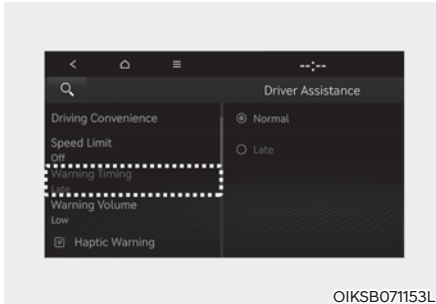 --:--
Driver Assistance
Driving Convenience
Speed Limit
Off
Warning Timing
Late
Warning Volume
Low
Haptic Warning
Normal
Late
OIKSB071153L